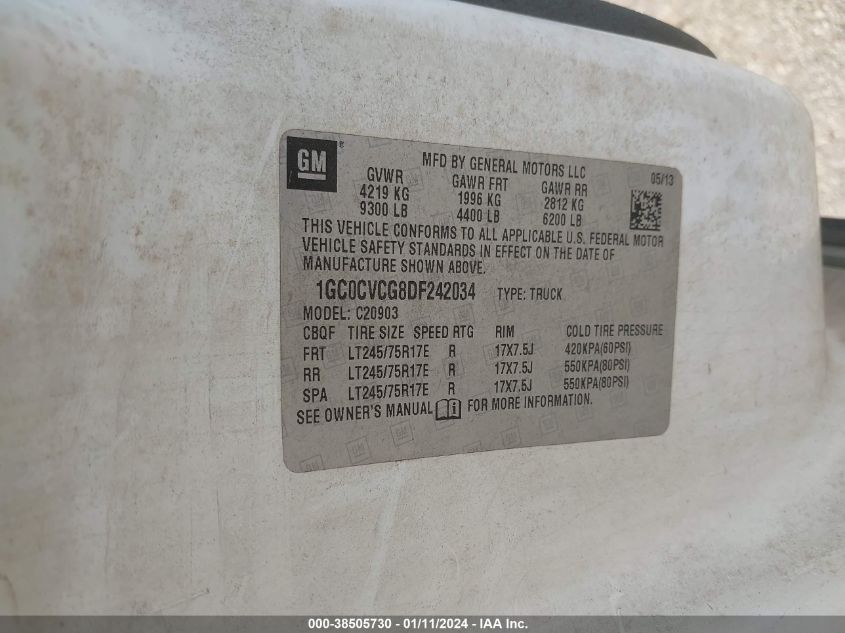 GM ® MFD BY GENERAL MOTORS LLC 05/13
GVWR GAWR FRT GAWR RR
4219 KG 1996 KG 2812 KG
9300 LB 4400 LB 6200 LB
THIS VEHICLE CONFORMS TO ALL APPLICABLE U.S. FEDERAL MOTOR
VEHICLE SAFETY STANDARDS IN EFFECT ON THE DATE OF
MANUFACTURE SHOWN ABOVE.
1GC0CVCG8DF242034 TYPE: TRUCK
MODEL: C20903
CBQF TIRE SIZE SPEED RTG RIM COLD TIRE PRESSURE
FRT LT245/75R17E R 17X7.5J 420KPA(60PSI)
RR LT245/75R17E R 17X7.5J 550KPA(80PSI)
SPA LT245/75R17E R 17X7.5J 550KPA(80PSI)
SEE OWNER'S MANUAL i FOR MORE INFORMATION.
000-38505730 - 01/11/2024 - IAA Inc.